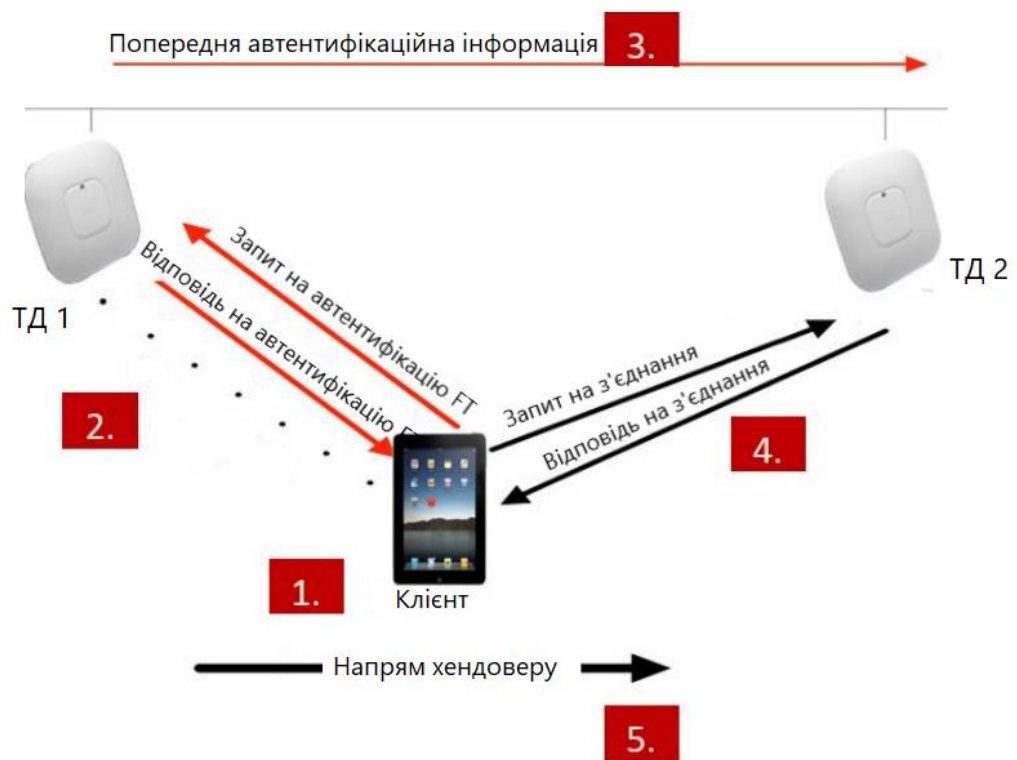 Попередня автентифікаційна інформація
3.
ТД 1
ТД 2
Запит на автентифікацію FT
Відповідь на автентифікацію
2.
Запит на з’єднання
Відповідь на з’єднання
4.
1.
Клієнт
Напрям хендоверу
5.